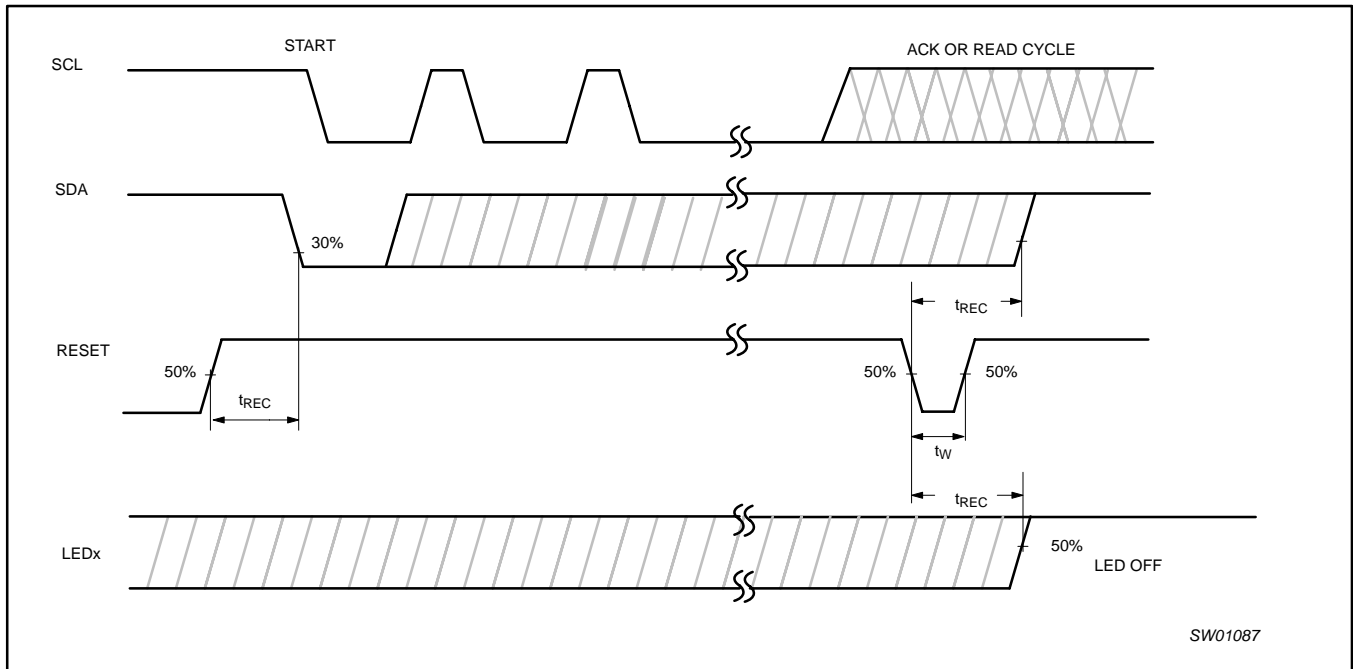 START
ACK OR READ CYCLE
SCL
SDA
30%
tREC
RESET
50%
50%
50%
tREC
tW
tREC
LEDx
50%
LED OFF
SW01087